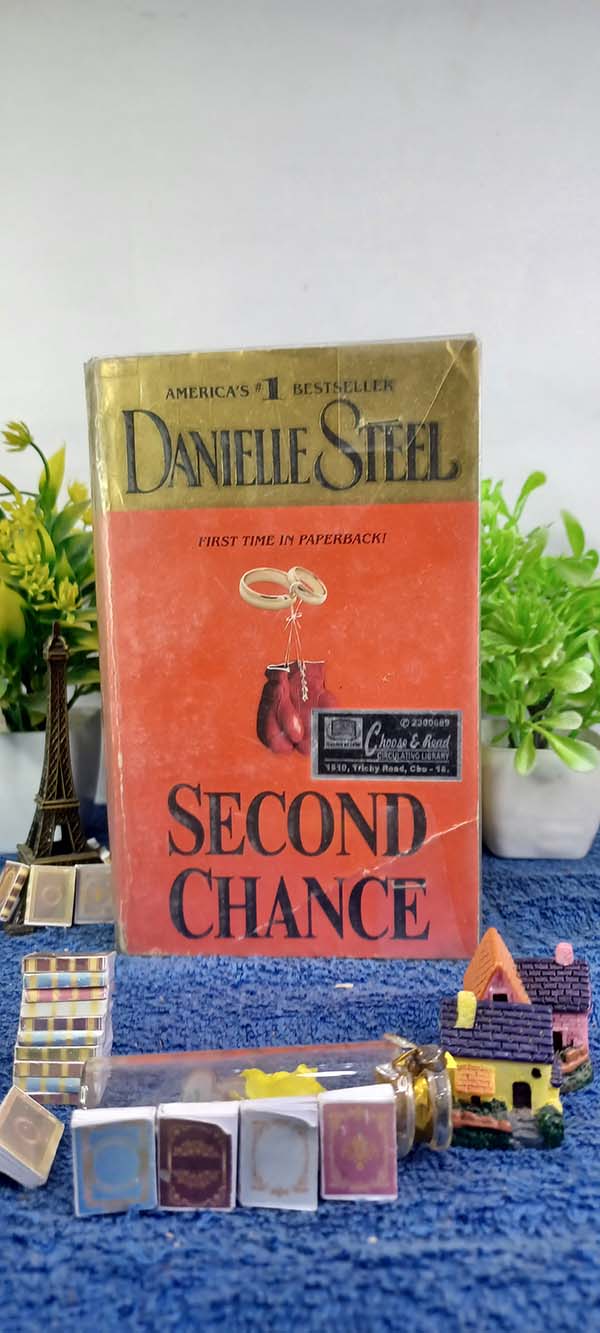 AMERICA'S #1 BESTSELLER
DANIELLE STEEL
FIRST TIME IN PAPERBACK!
✆ 2300689
Choose & Read
CIRCULATING LIBRARY
1510, Trichy Road, Cbe - 18.
SECOND
CHANCE